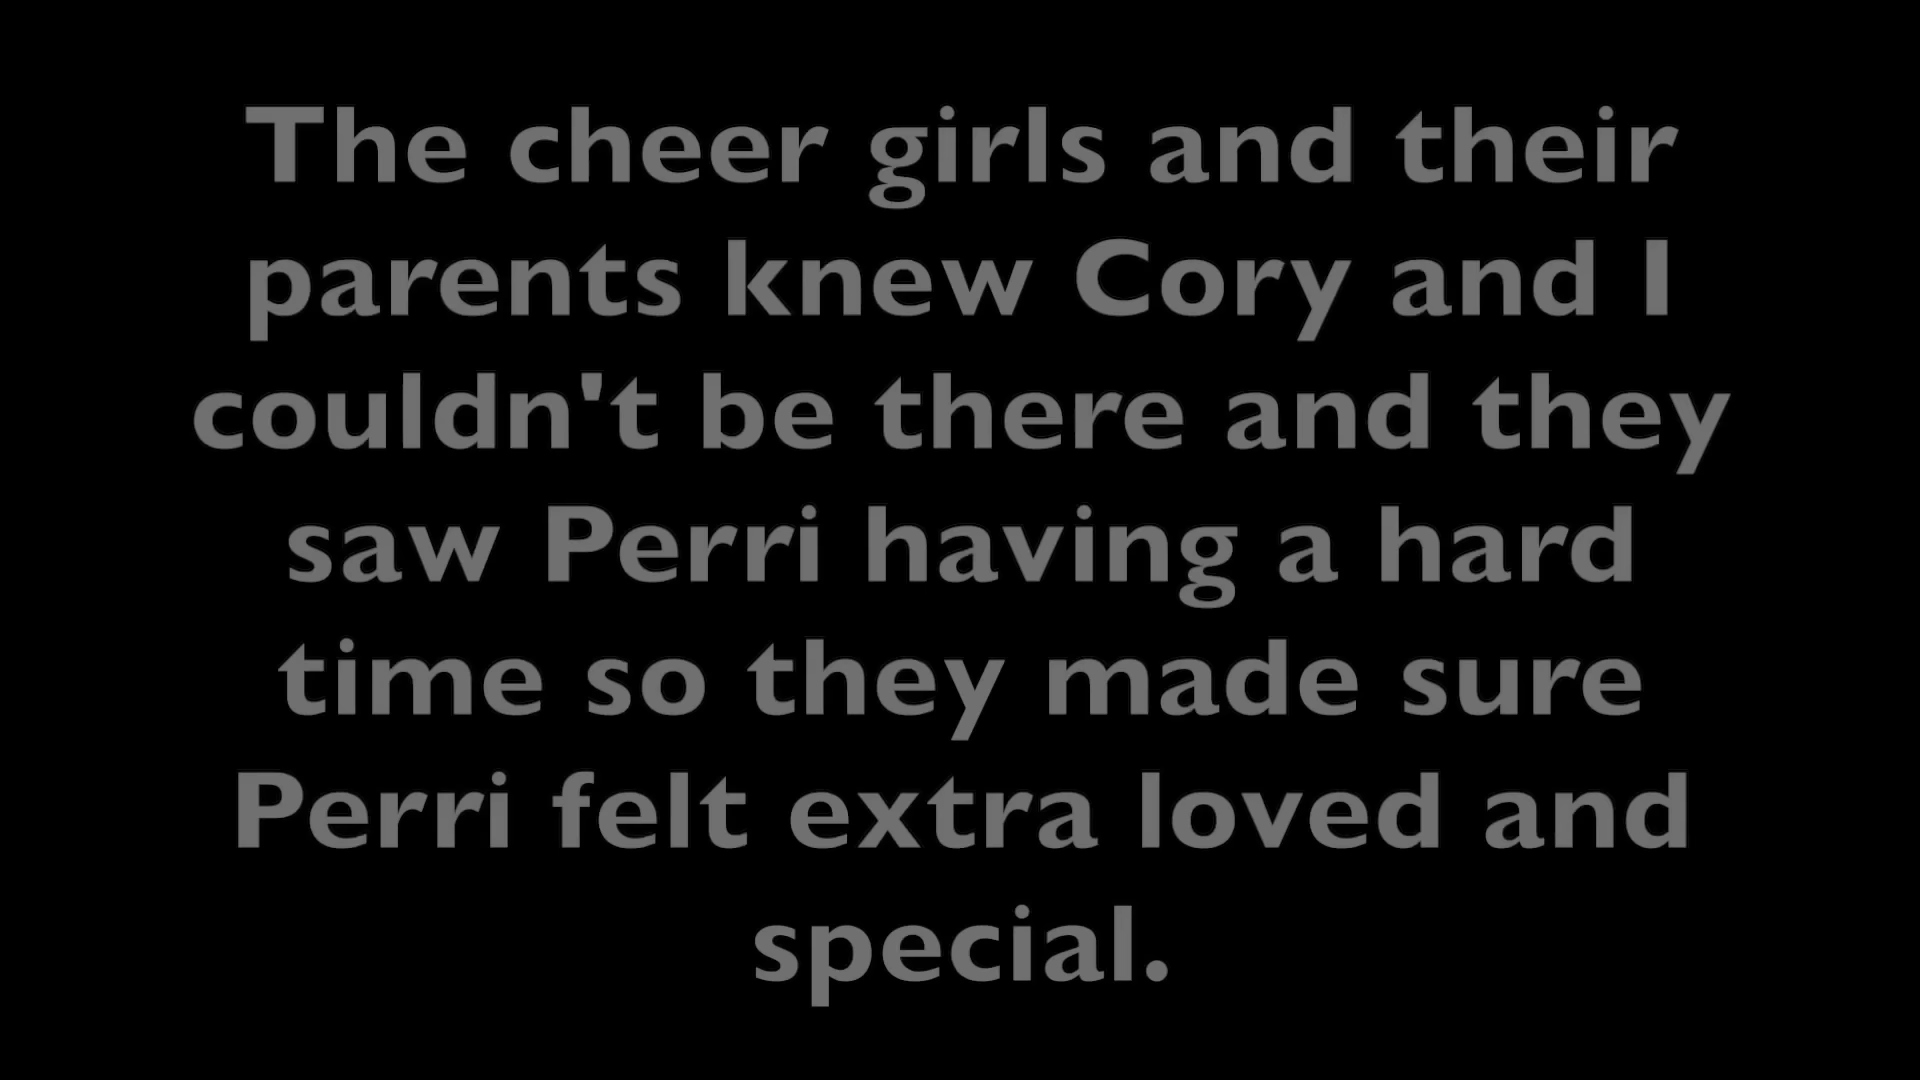 The cheer girls and their
parents knew Cory and I
couldn't be there and they
saw Perri having a hard
time so they made sure
Perri felt extra loved and
special.